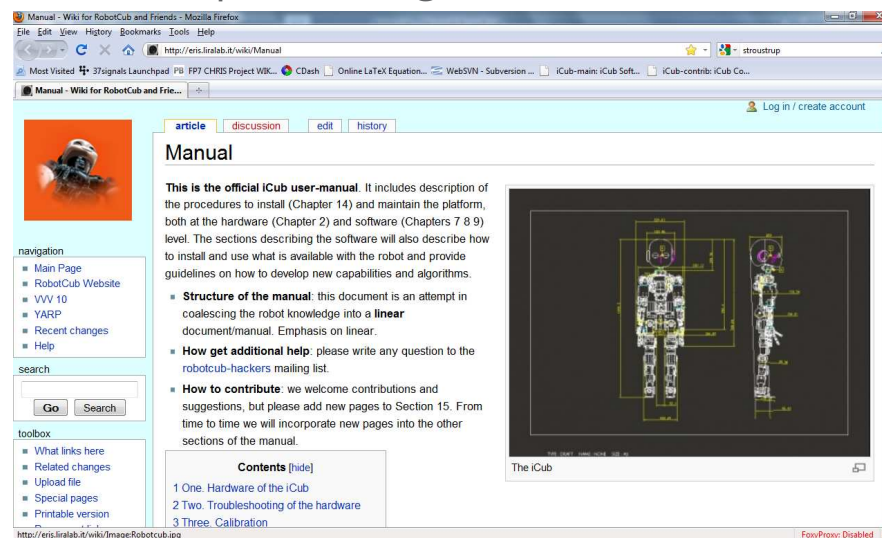 Manual - Wiki for RobotCub and Friends - Mozilla Firefox
File Edit View History Bookmarks Tools Help
http://eris.liralab.it/wiki/Manual
stroustrup
Most Visited 37signals Launchpad PB FP7 CHRIS Project WIK... CDash Online LaTeX Equation... WebSVN - Subversion ... iCub-main: iCub Soft... iCub-contrib: iCub Co...
Manual - Wiki for RobotCub and Frie...
Log in / create account
article discussion edit history
Manual
This is the official iCub user-manual. It includes description of
the procedures to install (Chapter 14) and maintain the platform,
both at the hardware (Chapter 2) and software (Chapters 7 8 9)
level. The sections describing the software will also describe how
to install and use what is available with the robot and provide
guidelines on how to develop new capabilities and algorithms.
Structure of the manual: this document is an attempt in
coalescing the robot knowledge into a linear
document/manual. Emphasis on linear.
How get additional help: please write any question to the
robotcub-hackers mailing list.
How to contribute: we welcome contributions and
suggestions, but please add new pages to Section 15. From
time to time we will incorporate new pages into the other
sections of the manual.
Contents [hide]
1 One. Hardware of the iCub
2 Two. Troubleshooting of the hardware
3 Three. Calibration
The iCub
navigation
Main Page
RobotCub Website
VVV 10
YARP
Recent changes
Help
search
Go Search
toolbox
What links here
Related changes
Upload file
Special pages
Printable version
http://eris.liralab.it/wiki/Image:Robotcub.jpg
FoxyProxy: Disabled